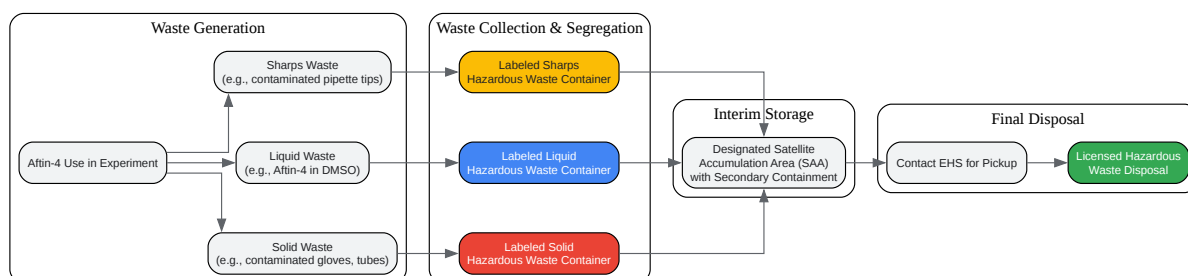 Waste Generation
Aftin-4 Use in Experiment
Sharps Waste
(e.g., contaminated pipette tips)
Liquid Waste
(e.g., Aftin-4 in DMSO)
Solid Waste
(e.g., contaminated gloves, tubes)
Waste Collection & Segregation
Labeled Sharps
Hazardous Waste Container
Labeled Liquid
Hazardous Waste Container
Labeled Solid
Hazardous Waste Container
Interim Storage
Designated Satellite
Accumulation Area (SAA)
with Secondary Containment
Final Disposal
Contact EHS for Pickup
Licensed Hazardous
Waste Disposal